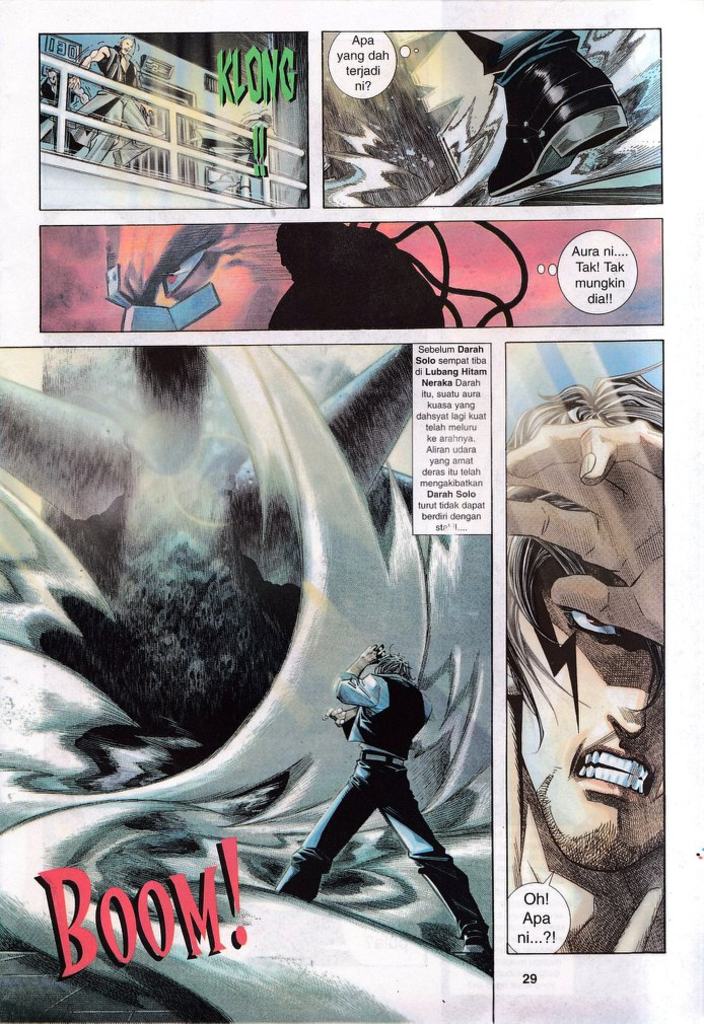 030
KLONG
!!
Apa
yang dah
terjadi
ni?
Aura ni....
Tak! Tak
mungkin
dia!!
Sebelum Darah
Solo sempat tiba
di Lubang Hitam
Neraka Darah
itu, suatu aura
kuasa yang
dahsyat lagi kuat
telah meluru
ke arahnya.
Aliran udara
yang amat
deras itu telah
mengakibatkan
Darah Solo
turut tidak dapat
berdiri dengan
BOOM!
Oh!
Apa
ni...?!
29